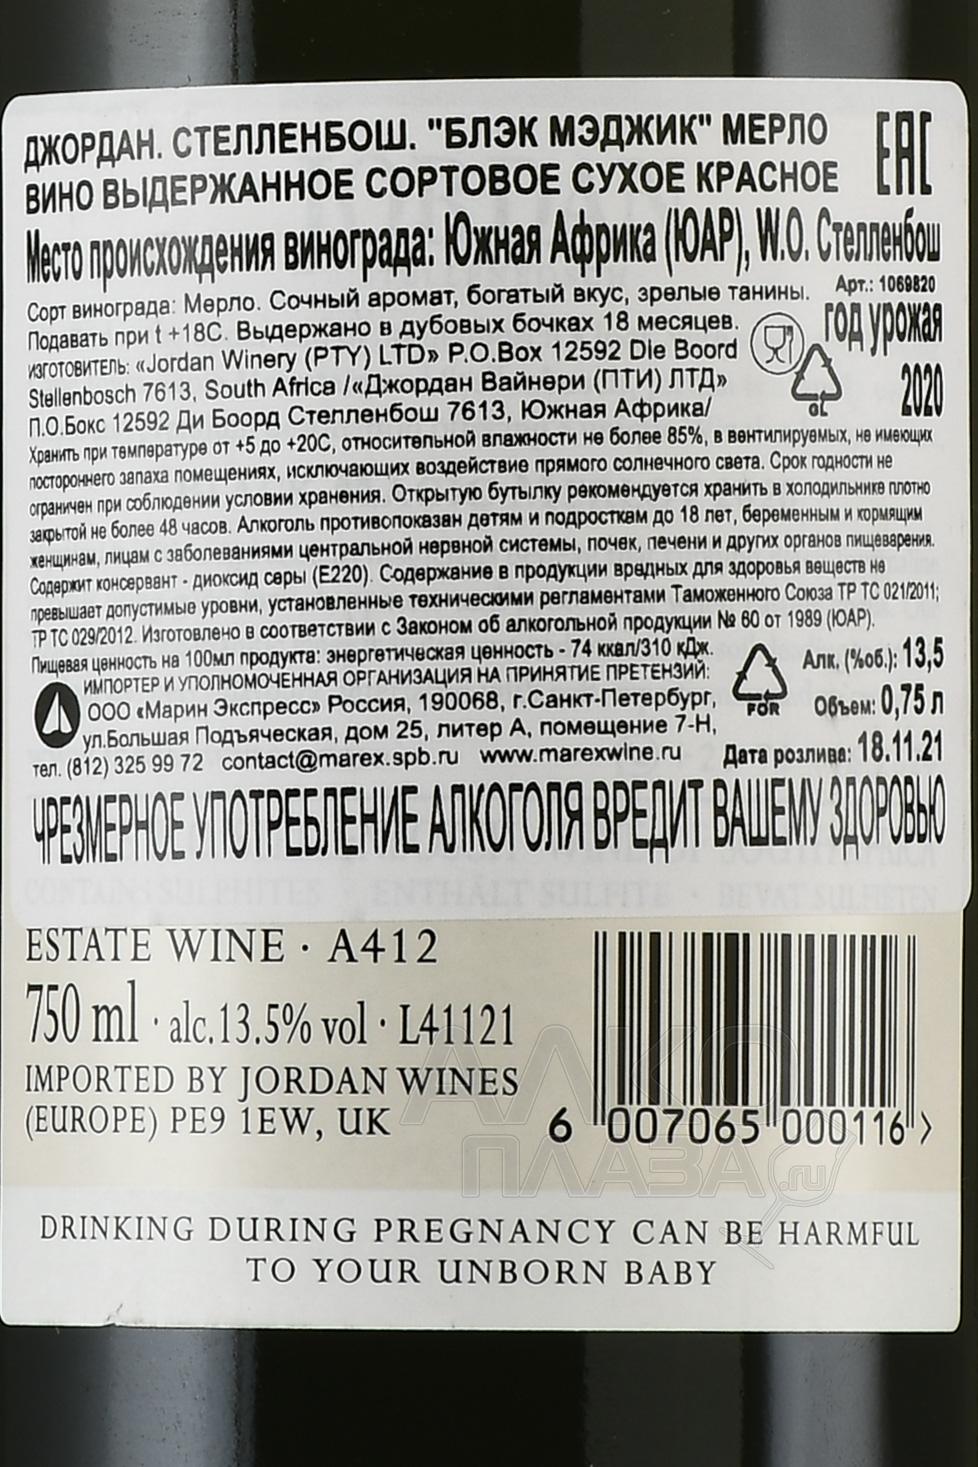 ДЖОРДАН. СТЕЛЛЕНБОШ. "БЛЭК МЭДЖИК" МЕРЛО
ВИНО ВЫДЕРЖАННОЕ СОРТОВОЕ СУХОЕ КРАСНОЕ
EAC
Место происхождения винограда: Южная Африка (ЮАР), W.O. Стелленбош
Сорт винограда: Мерло. Сочный аромат, богатый вкус, зрелые танины.
Арт.: 1069820
Подавать при t +18С. Выдержано в дубовых бочках 18 месяцев.
год урожая
2020
GL
ИЗГОТОВИТЕЛЬ: «Jordan Winery (PTY) LTD» P.O.Box 12592 Die Boord
Stellenbosch 7613, South Africa /«Джордан Вайнери (ПТИ) ЛТД»
П.О.Бокс 12592 Ди Боорд Стелленбош 7613, Южная Африка/
Хранить при температуре от +5 до +20С, относительной влажности не более 85%, в вентилируемых, не имеющих
постороннего запаха помещениях, исключающих воздействие прямого солнечного света. Срок годности не
ограничен при соблюдении условии хранения. Открытую бутылку рекомендуется хранить в холодильнике плотно
закрытой не более 48 часов. Алкоголь противопоказан детям и подросткам до 18 лет, беременным и кормящим
женщинам, лицам с заболеваниями центральной нервной системы, почек, печени и других органов пищеварения.
Содержит консервант - диоксид серы (Е220). Содержание в продукции вредных для здоровья веществ не
превышает допустимые уровни, установленные техническими регламентами Таможенного Союза ТР ТС 021/2011;
ТР ТС 029/2012. Изготовлено в соответствии с Законом об алкогольной продукции № 60 от 1989 (ЮАР).
Пищевая ценность на 100мл продукта: энергетическая ценность - 74 ккал/310 кДж.
ИМПОРТЕР И УПОЛНОМОЧЕННАЯ ОРГАНИЗАЦИЯ НА ПРИНЯТИЕ ПРЕТЕНЗИЙ:
ООО «Марин Экспресс» Россия, 190068, г.Санкт-Петербург,
ул.Большая Подъяческая, дом 25, литер А, помещение 7-Н,
тел. (812) 325 99 72 contact@marex.spb.ru www.marexwine.ru
FOR
Алк. (%об.): 13,5
Объем: 0,75 л
Дата розлива: 18.11.21
ЧРЕЗМЕРНОЕ УПОТРЕБЛЕНИЕ АЛКОГОЛЯ ВРЕДИТ ВАШЕМУ ЗДОРОВЬЮ
CONTAINS SULPHITES · ENTHÄLT SULFITE · BEVAT SULFIETEN
ESTATE WINE · A412
750 ml · alc.13.5% vol · L41121
IMPORTED BY JORDAN WINES
(EUROPE) PE9 1EW, UK
6 007065 000116 >
АЛКО
ПЛАЗА.ru
DRINKING DURING PREGNANCY CAN BE HARMFUL
TO YOUR UNBORN BABY